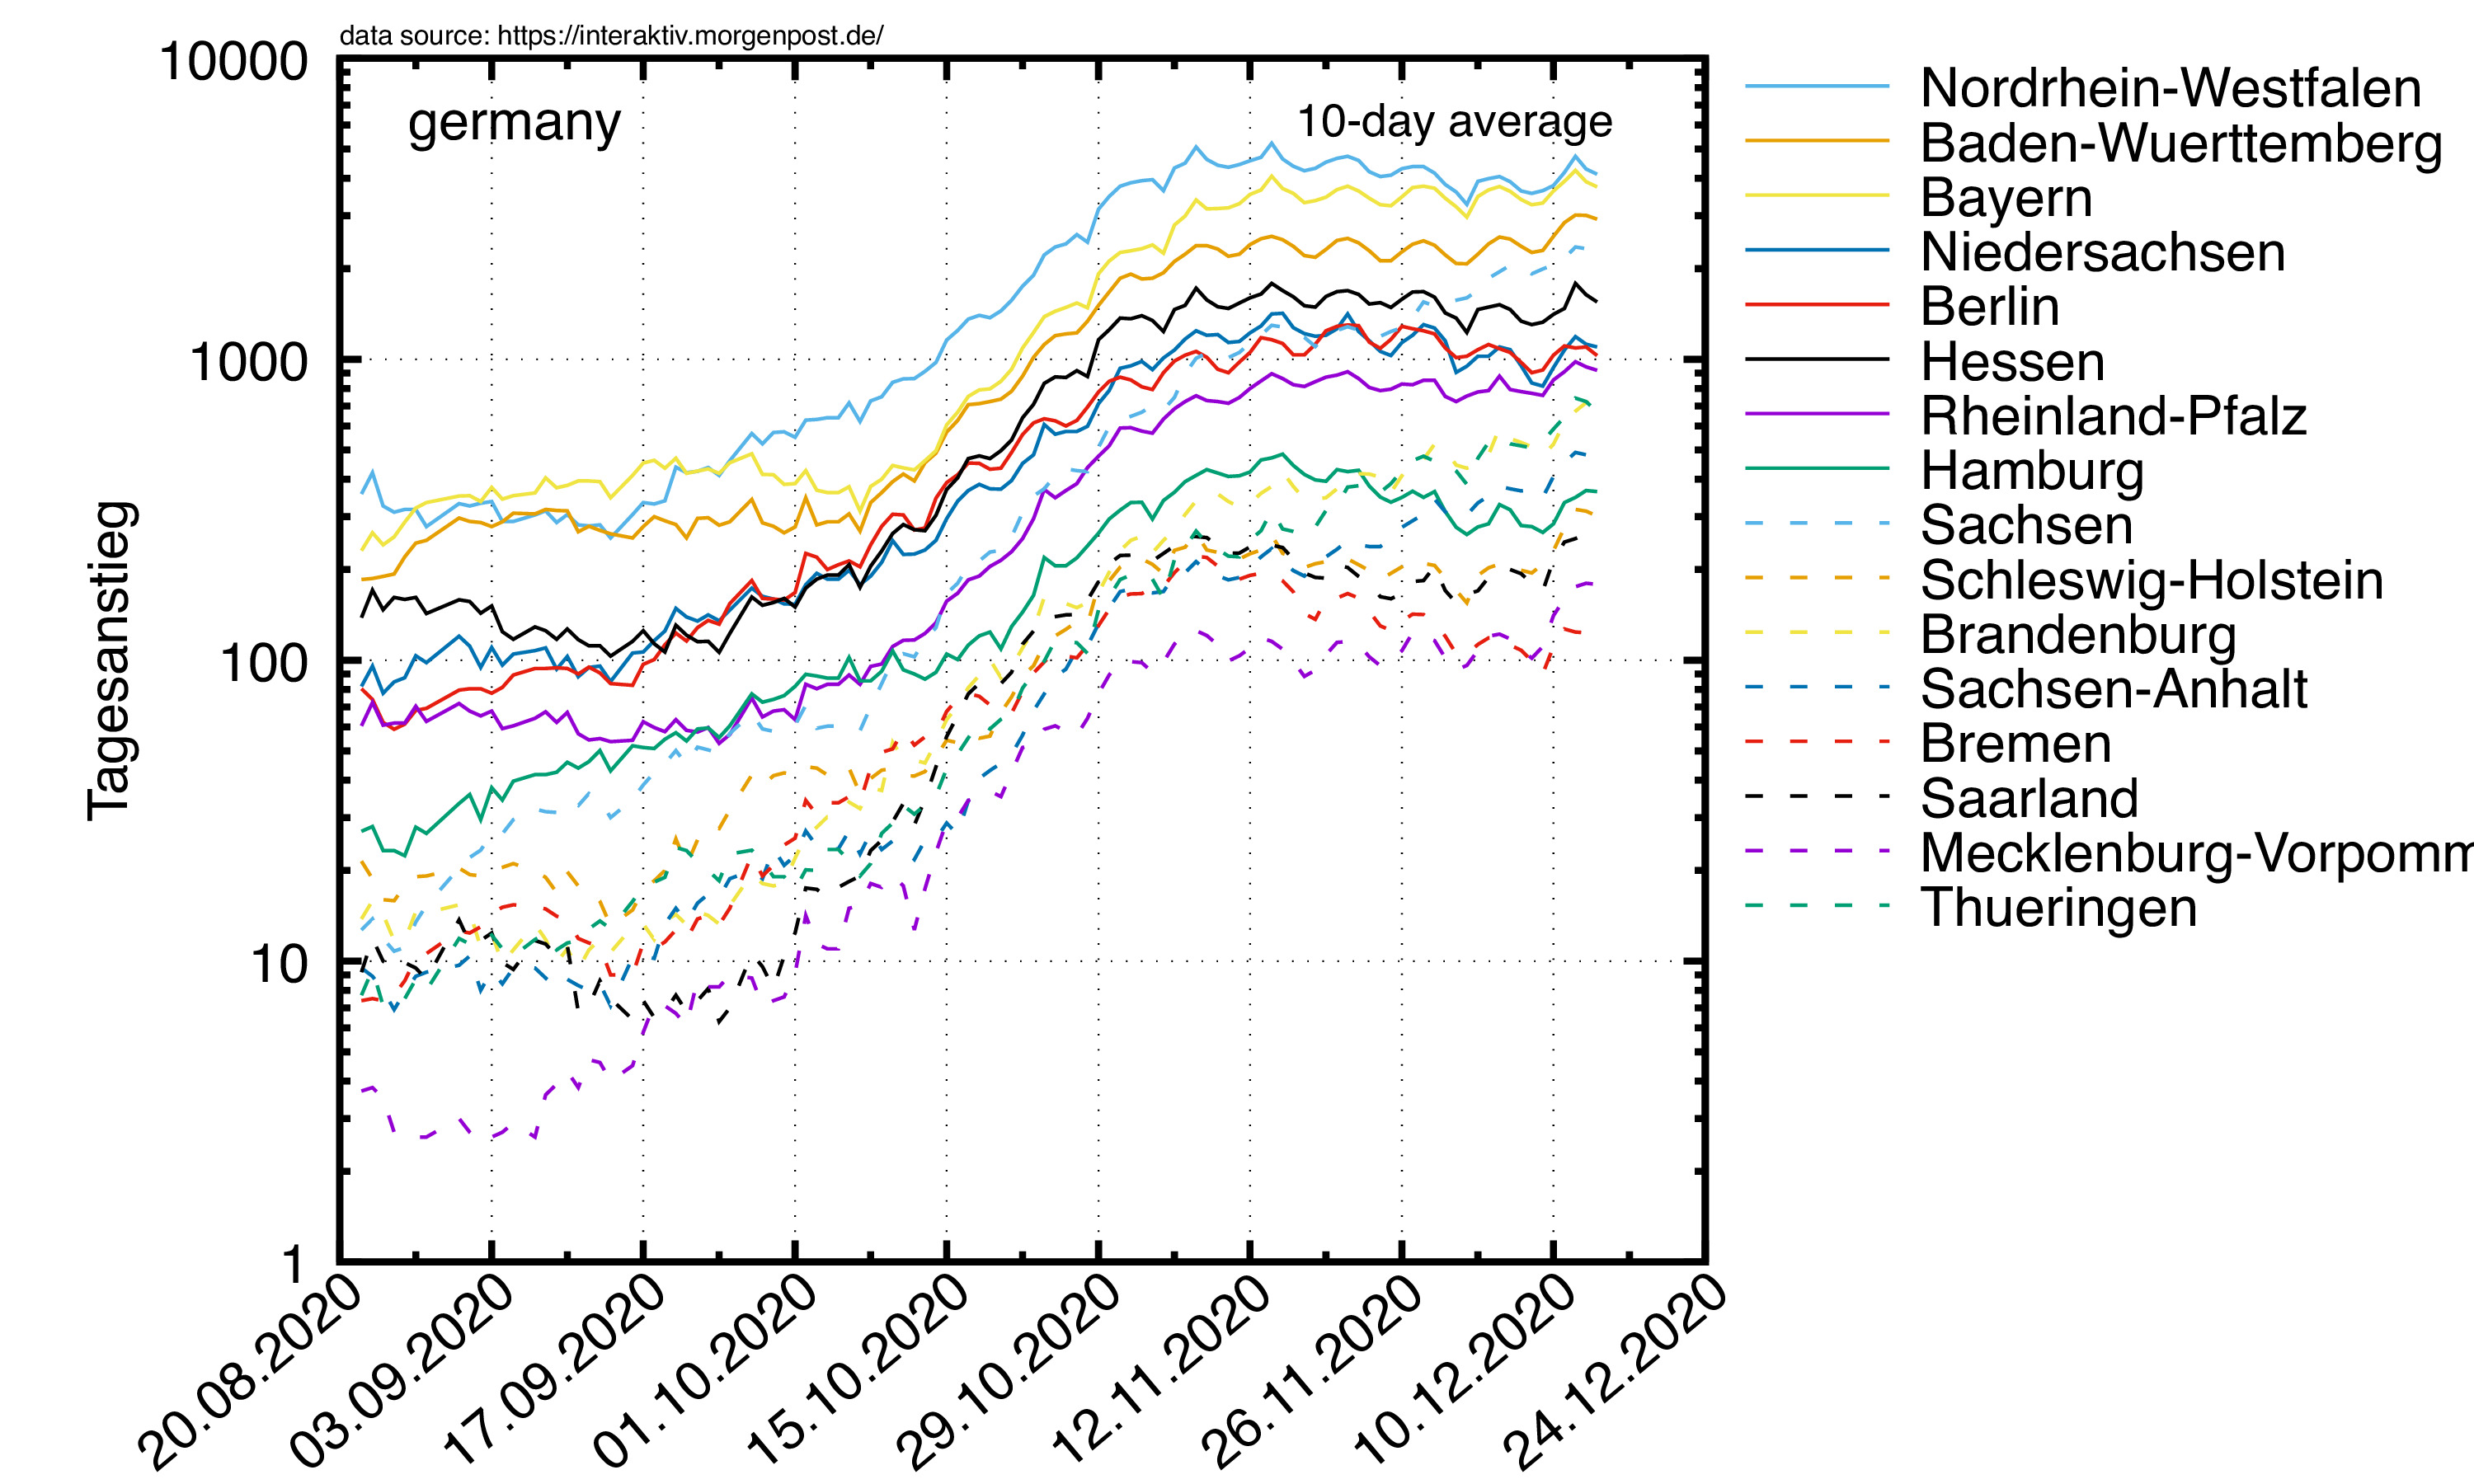 data source: https://interaktiv.morgenpost.de/
germany
10-day average
10000
1000
100
10
1
Tagesanstieg
20.08.2020
03.09.2020
17.09.2020
01.10.2020
15.10.2020
29.10.2020
12.11.2020
26.11.2020
10.12.2020
24.12.2020
Nordrhein-Westfalen
Baden-Wuerttemberg
Bayern
Niedersachsen
Berlin
Hessen
Rheinland-Pfalz
Hamburg
Sachsen
Schleswig-Holstein
Brandenburg
Sachsen-Anhalt
Bremen
Saarland
Mecklenburg-Vorpomm
Thueringen